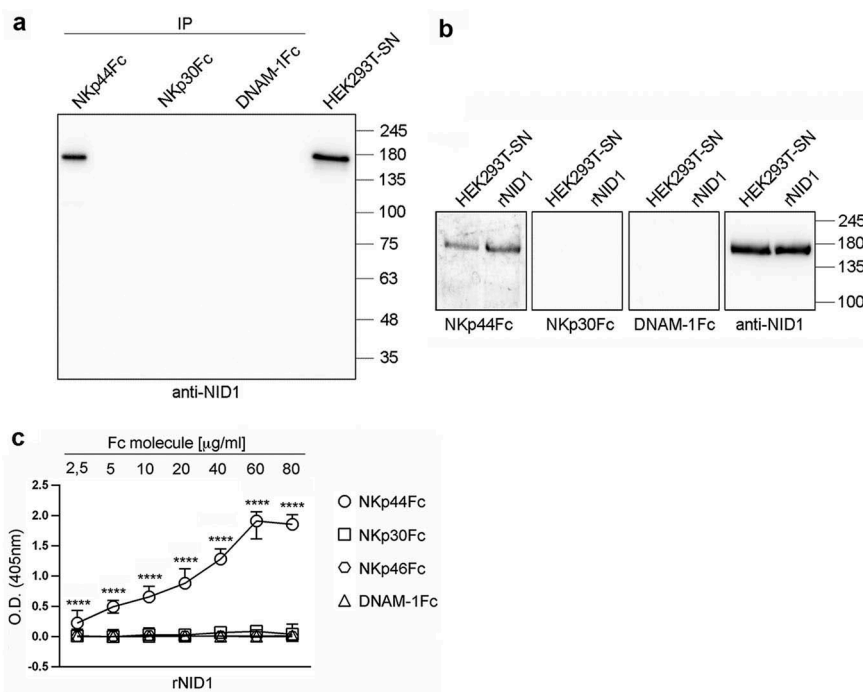 a
IP
NKp44Fc
NKp30Fc
DNAM-1Fc
HEK293T-SN
245
180
135
100
75
63
48
35
anti-NID1
b
HEK293T-SN
rNID1
HEK293T-SN
rNID1
HEK293T-SN
rNID1
HEK293T-SN
rNID1
245
180
135
100
NKp44Fc NKp30Fc DNAM-1Fc anti-NID1
c
Fc molecule [μg/ml]
2,5 5 10 20 40 60 80
2.5
2.0
1.5
1.0
0.5
0.0
-0.5
O.D. (405nm)
**** **** **** **** **** **** ****
rNID1
NKp44Fc
NKp30Fc
NKp46Fc
DNAM-1Fc